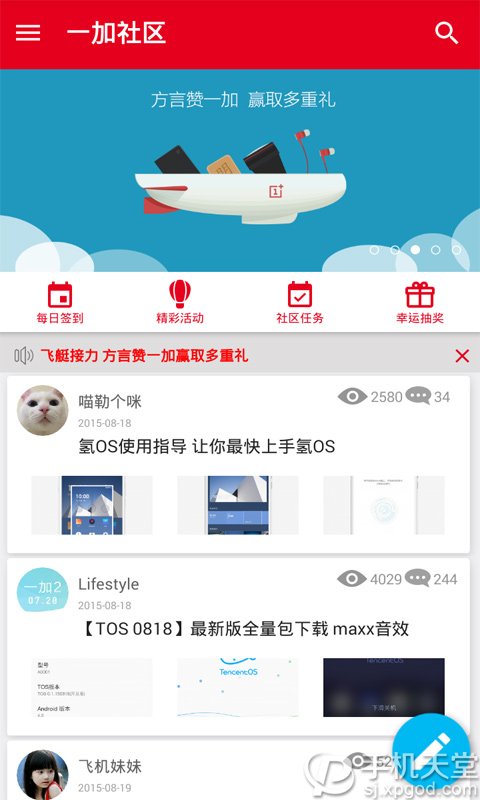 一加社区
方言赞一加 赢取多重礼
1+
每日签到 精彩活动 社区任务 幸运抽奖
飞艇接力 方言赞一加赢取多重礼
喵勒个咪 2580 34
2015-08-18
氢OS使用指导 让你最快上手氢OS
一加2
07.20
Lifestyle 4029 244
2015-08-18
【TOS 0818】最新版全量包下载 maxx音效
型号
A0001
TOS版本
Android 版本
TencentOS
TencentOS
下滑关机
飞机妹妹 52
2015-08-19
手机天堂
sj.xpgod.com